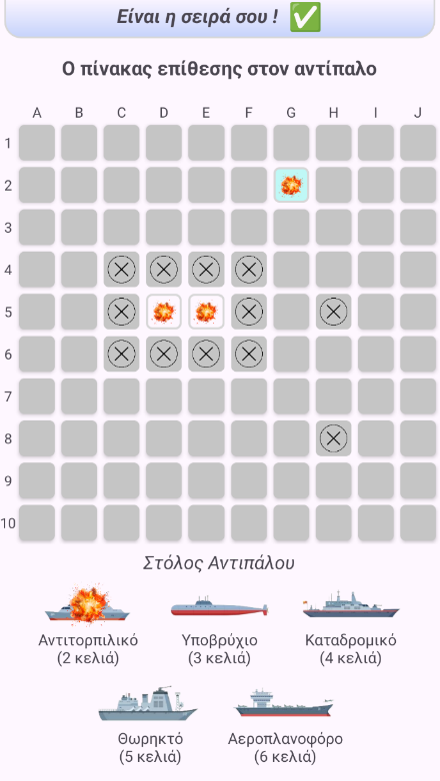 Είναι η σειρά σου !
Ο πίνακας επίθεσης στον αντίπαλο
A B C D E F G H I J
1
2
3
4
5
6
7
8
9
10
Στόλος Αντιπάλου
Αντιτορπιλικό Υποβρύχιο Καταδρομικό
(2 κελιά) (3 κελιά) (4 κελιά)
Θωρηκτό Αεροπλανοφόρο
(5 κελιά) (6 κελιά)